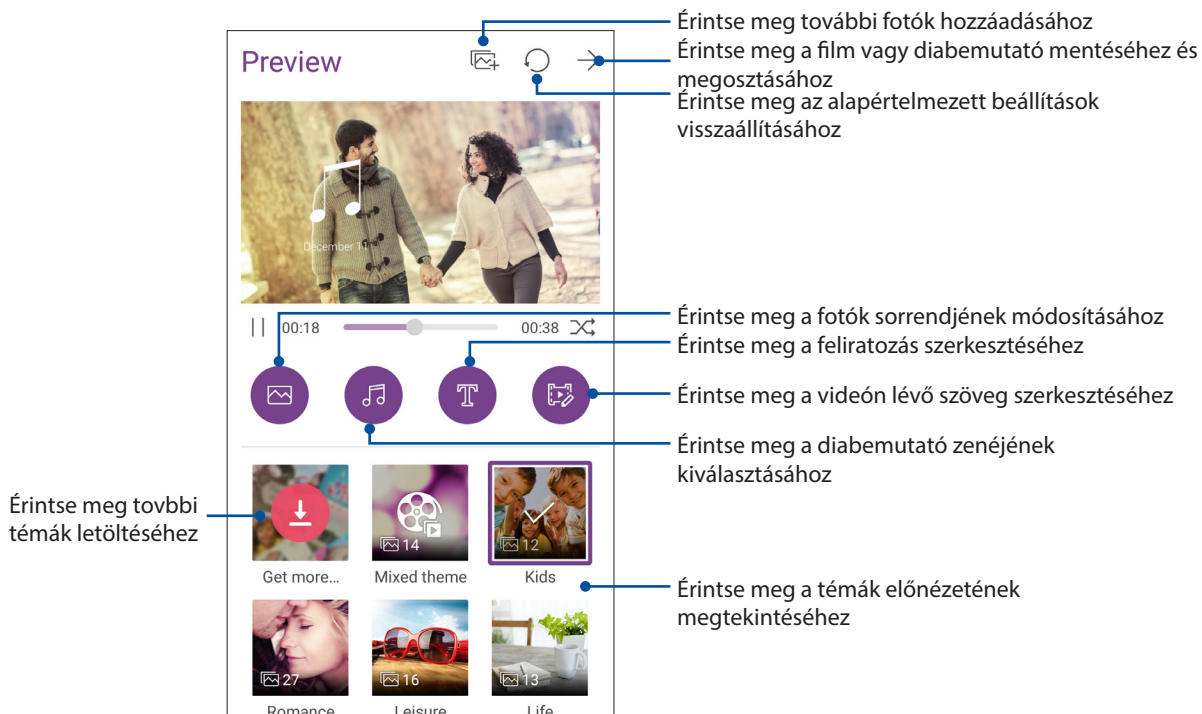 Érintse meg további fotók hozzáadásához
Érintse meg a film vagy diabemutató mentéséhez és
megosztásához
Érintse meg az alapértelmezett beállítások
visszaállításához
Preview
December 11
00:18
00:38
Érintse meg a fotók sorrendjének módosításához
Érintse meg a feliratozás szerkesztéséhez
Érintse meg a videón lévő szöveg szerkesztéséhez
Érintse meg a diabemutató zenéjének
kiválasztásához
Érintse meg tovbbi
témák letöltéséhez
14
12
Get more...
Mixed theme
Kids
Érintse meg a témák előnézetének
megtekintéséhez
27
16
13
Romance
Leisure
Life